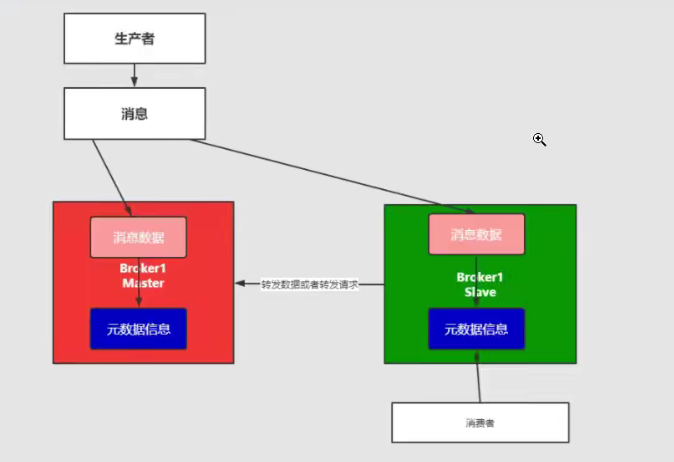 生产者
消息
消息数据
Broker1
Master
元数据信息
转发数据或者转发请求
消息数据
Broker1
Slave
元数据信息
消费者